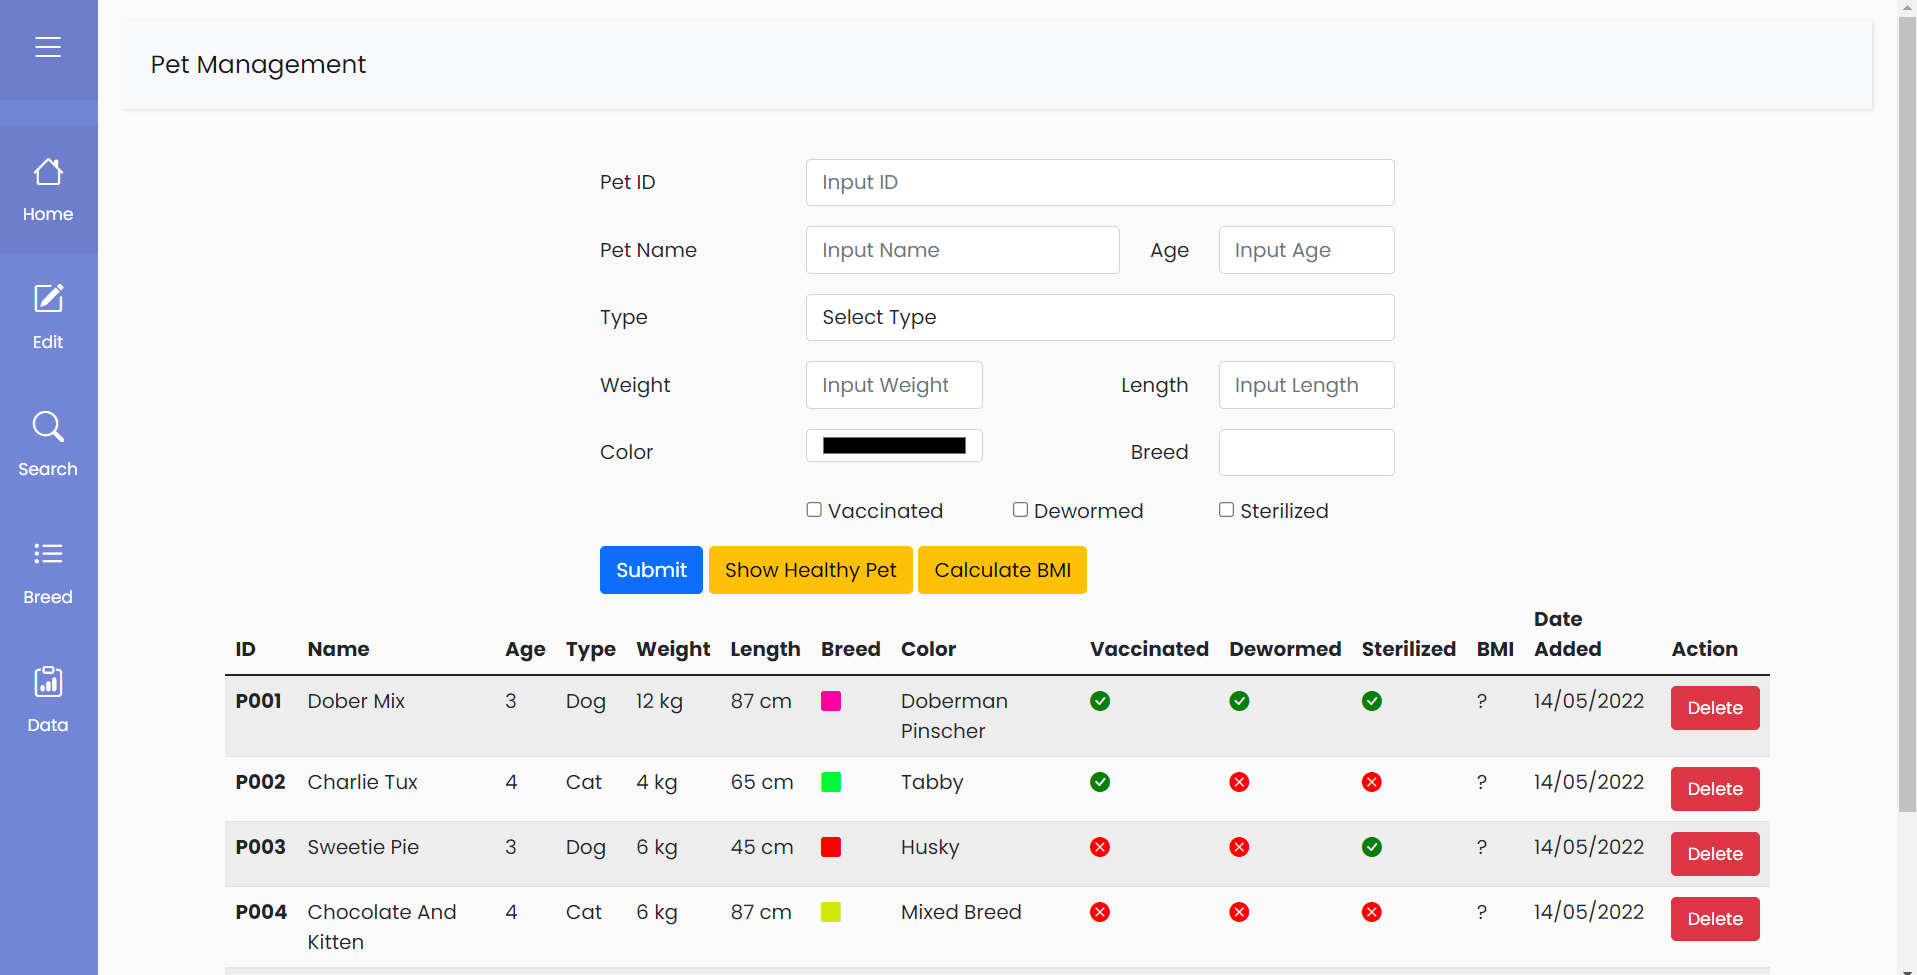 Pet Management
Home
Edit
Search
Breed
Data
Pet ID Input ID
Pet Name Input Name Age Input Age
Type Select Type
Weight Input Weight Length Input Length
Color Breed
Vaccinated Dewormed Sterilized
Submit Show Healthy Pet Calculate BMI
ID Name Age Type Weight Length Breed Color Vaccinated Dewormed Sterilized BMI Date Added Action
P001 Dober Mix 3 Dog 12 kg 87 cm Doberman Pinscher ? 14/05/2022 Delete
P002 Charlie Tux 4 Cat 4 kg 65 cm Tabby ? 14/05/2022 Delete
P003 Sweetie Pie 3 Dog 6 kg 45 cm Husky ? 14/05/2022 Delete
P004 Chocolate And Kitten 4 Cat 6 kg 87 cm Mixed Breed ? 14/05/2022 Delete